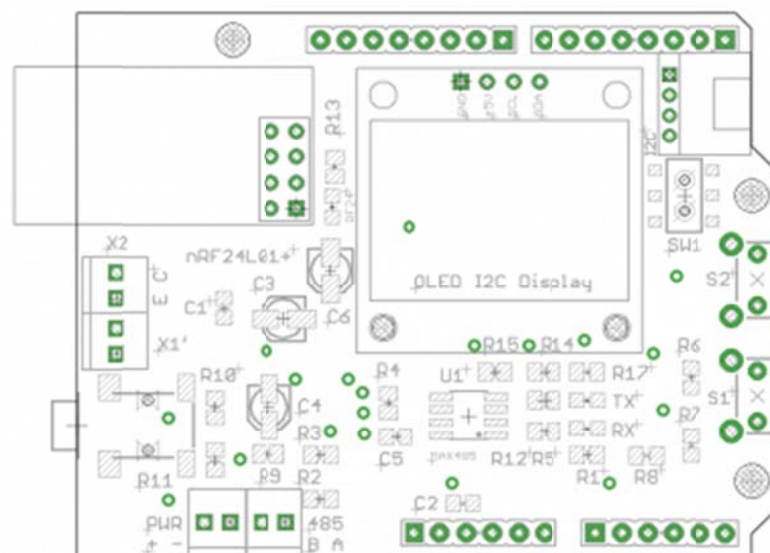 R13
GND
+5V
SCL
SDA
I2C
X2
nRF24L01+
SW1
C3
E C
OLED I2C Display
S2
C1
C6
X1
R15
R14
R6
R10
R4
U1
R17
S1
C4
TX
R3
RX
R7
C5
MAX485
R12
R5
R11
R9
R2
R1
R8
C2
PWR
485
+ -
B A